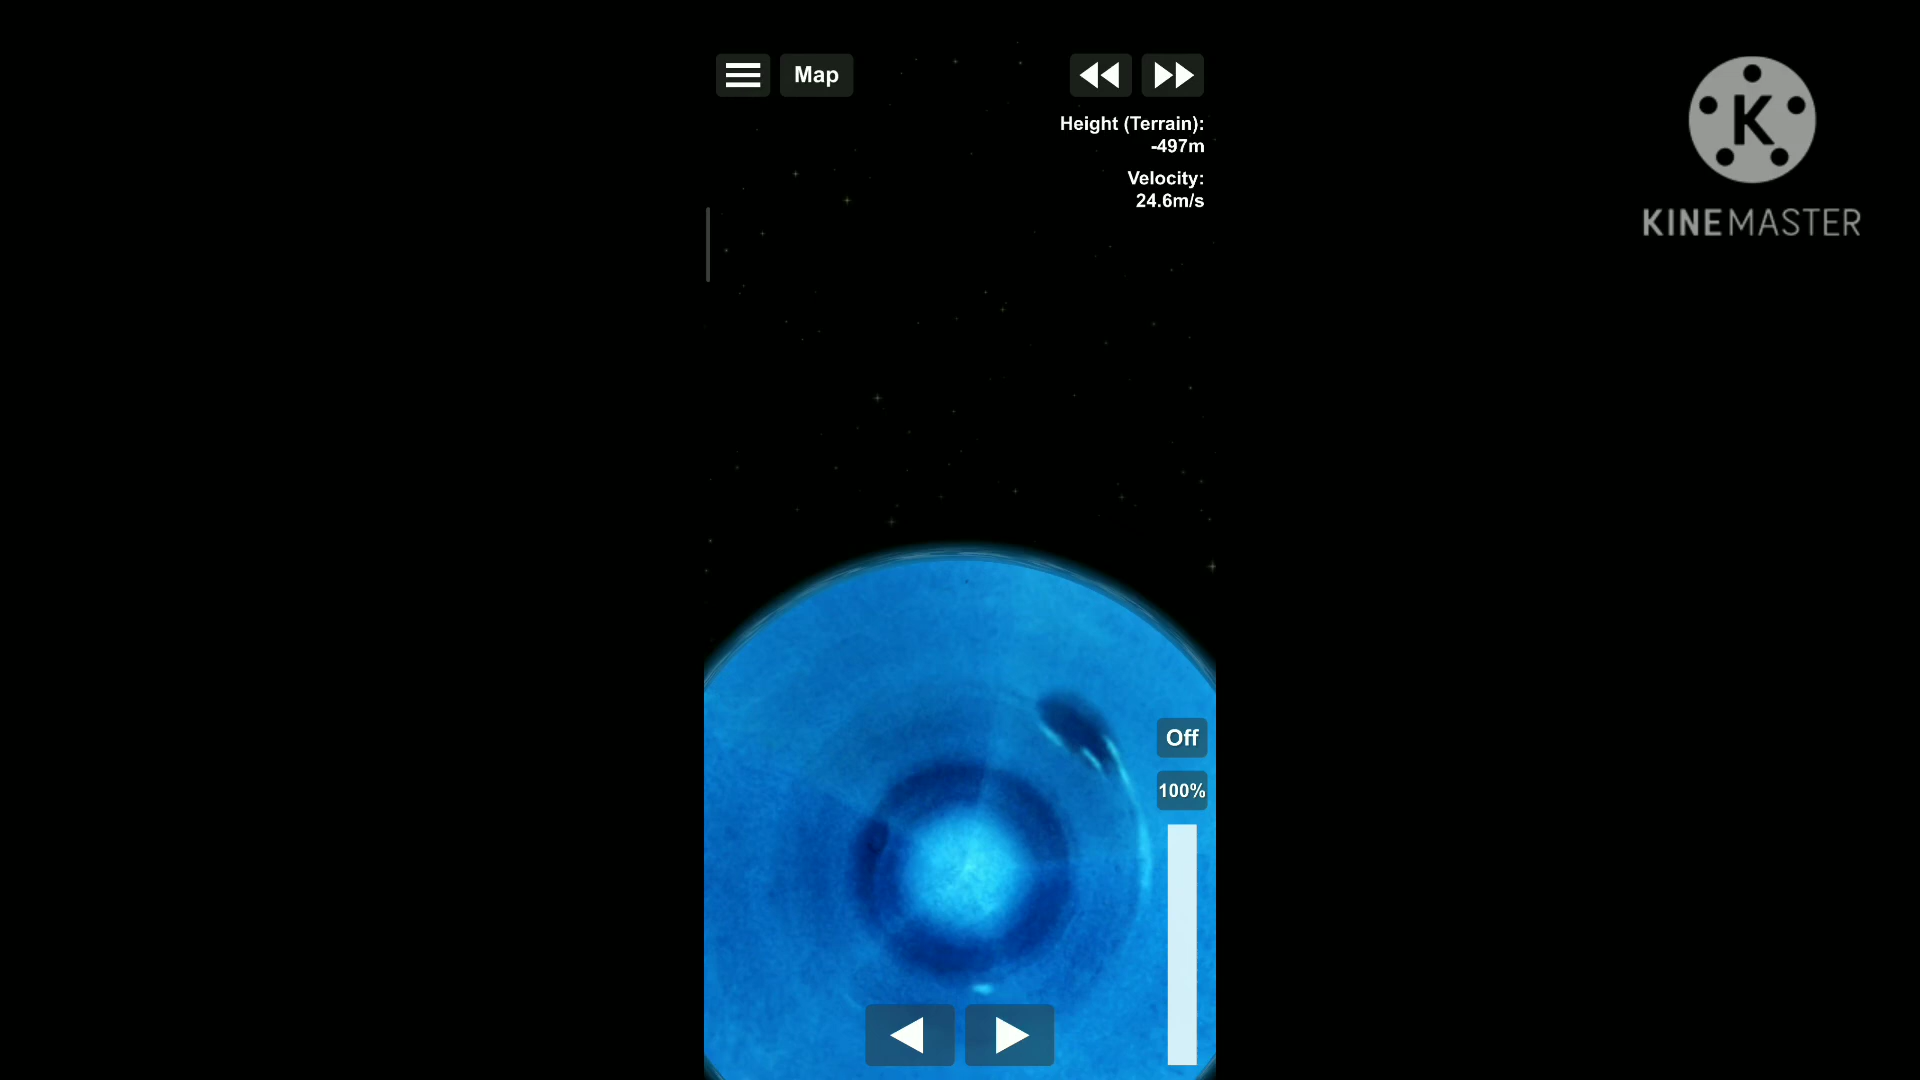 Map
Height (Terrain):
-497m
Velocity:
24.6m/s
K
KINEMASTER
Off
100%